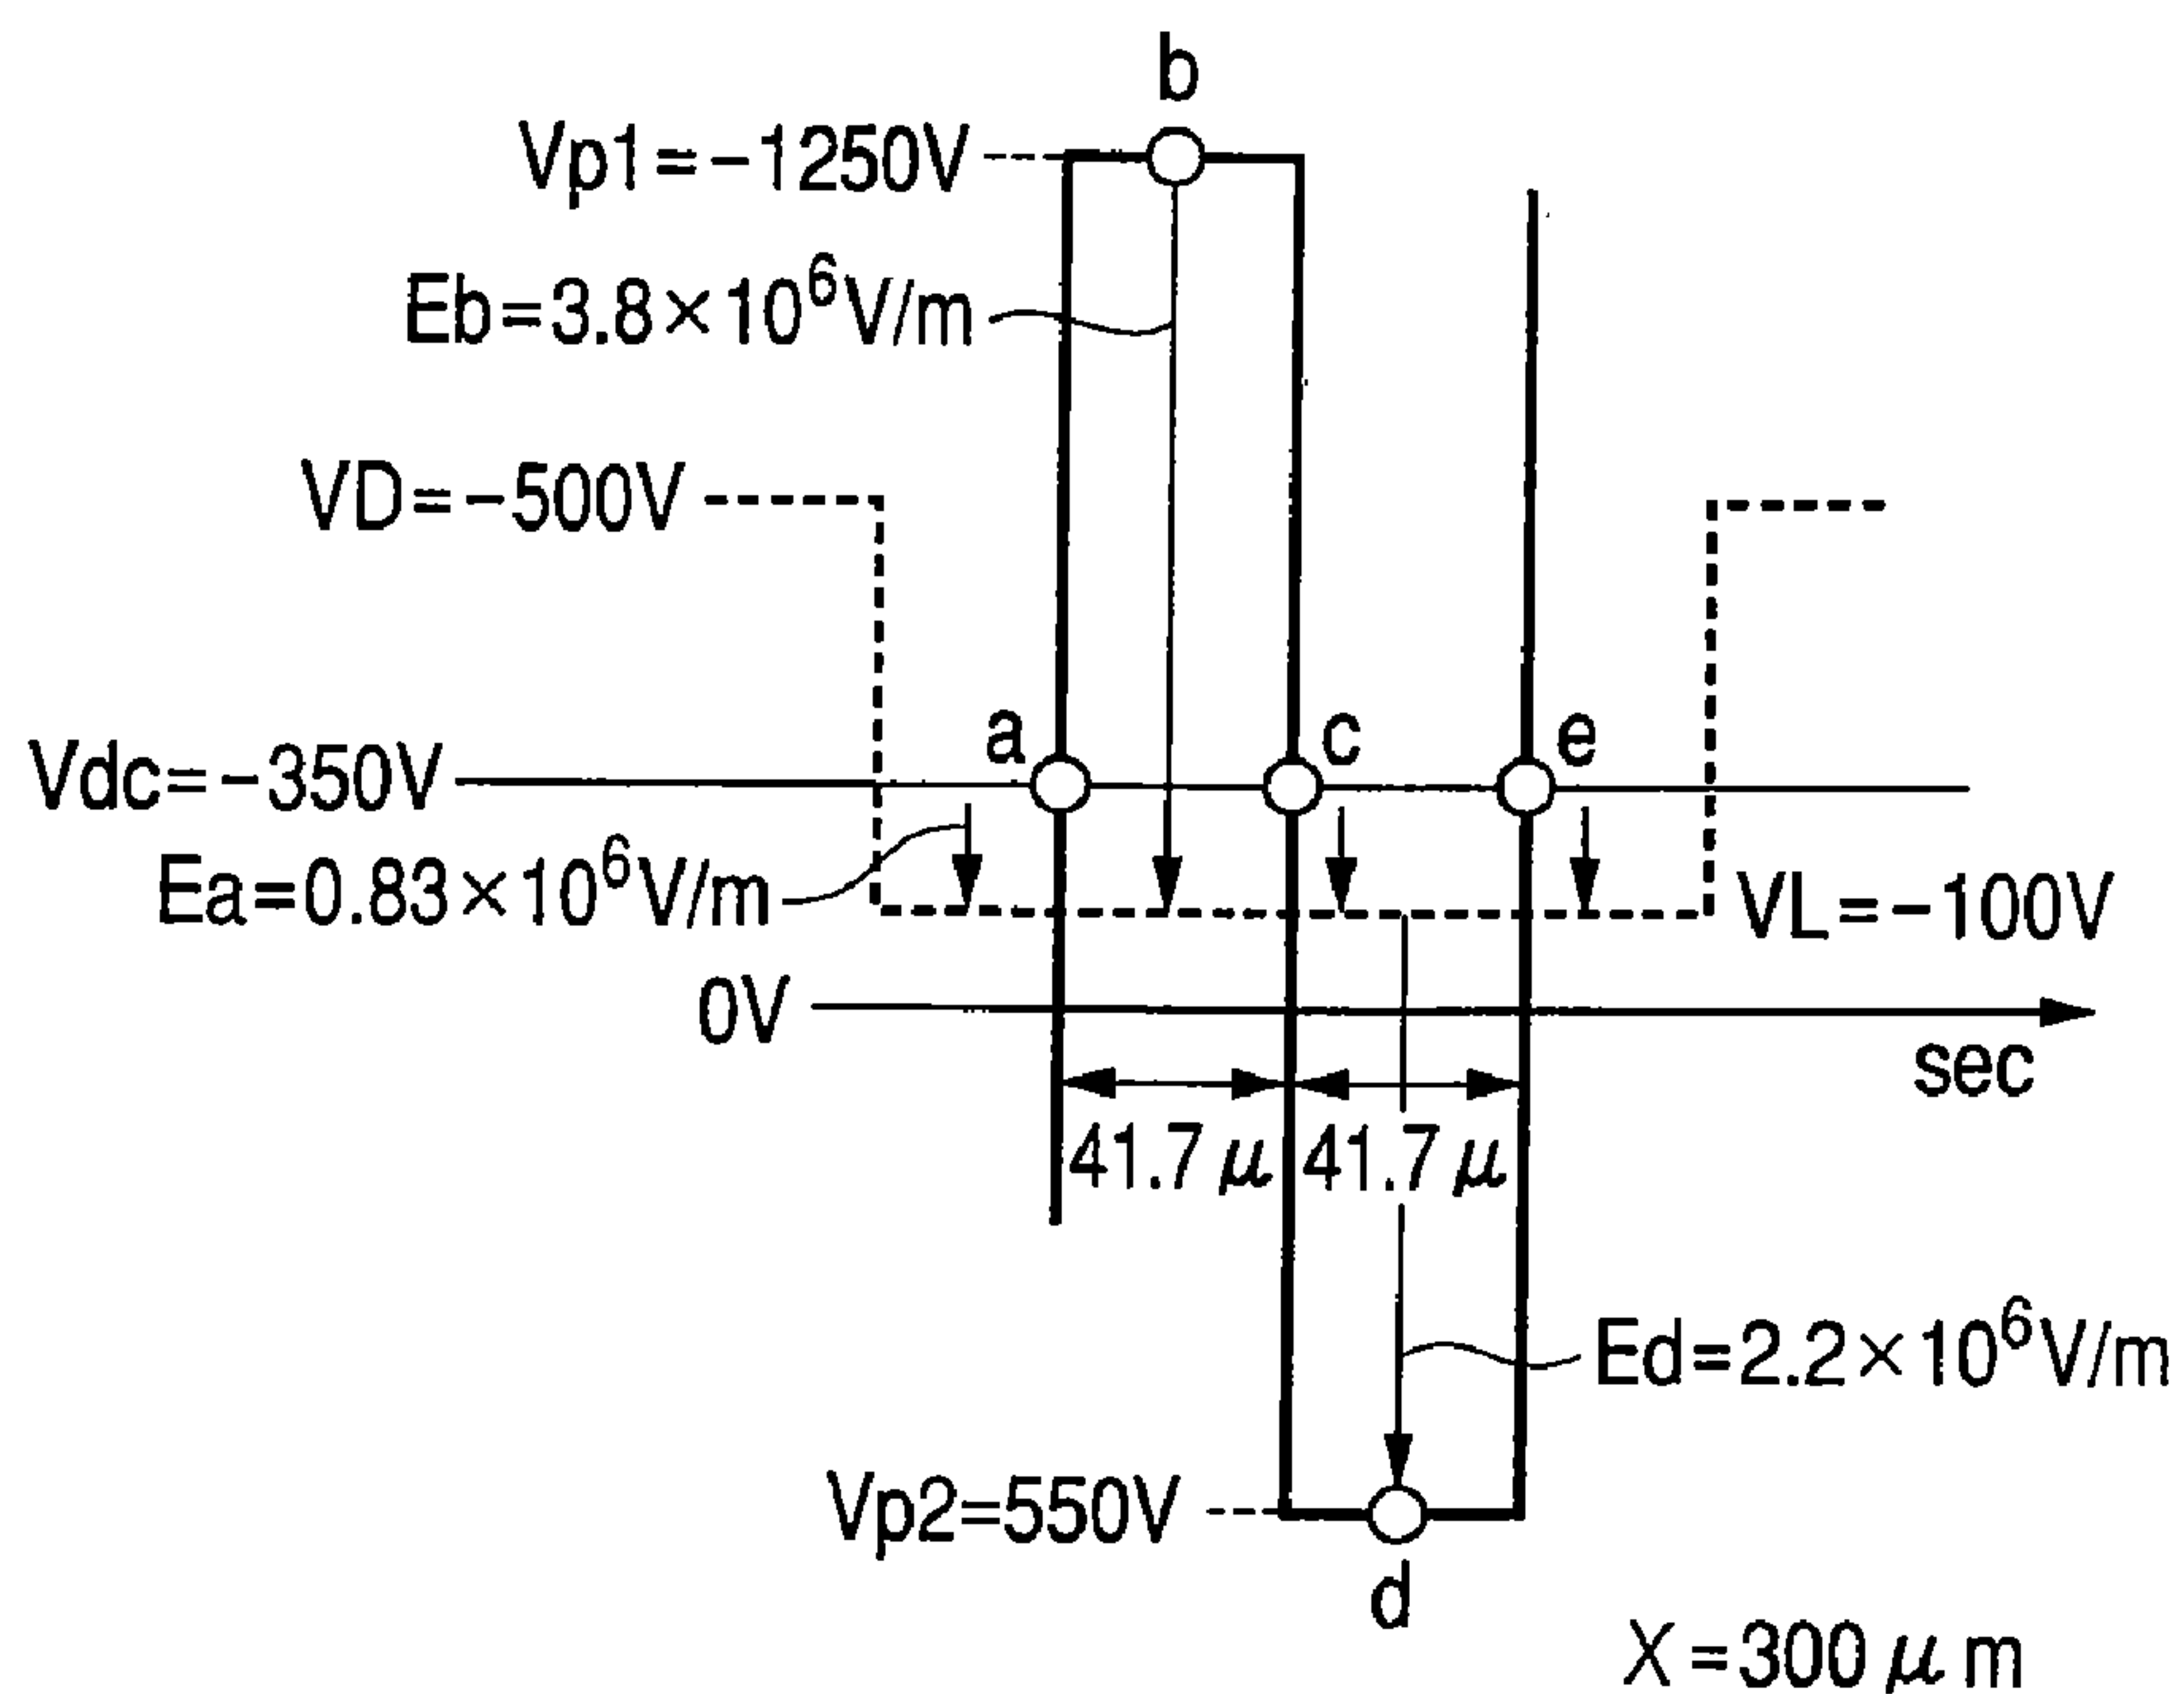 b
Vp1=-1250V
Eb=3.8×10⁶V/m
VD=-500V
a
c
e
Vdc=-350V
Ea=0.83×10⁶V/m
VL=-100V
0V
sec
41.7μ
41.7μ
Ed=2.2×10⁶V/m
Vp2=550V
d
X=300μm